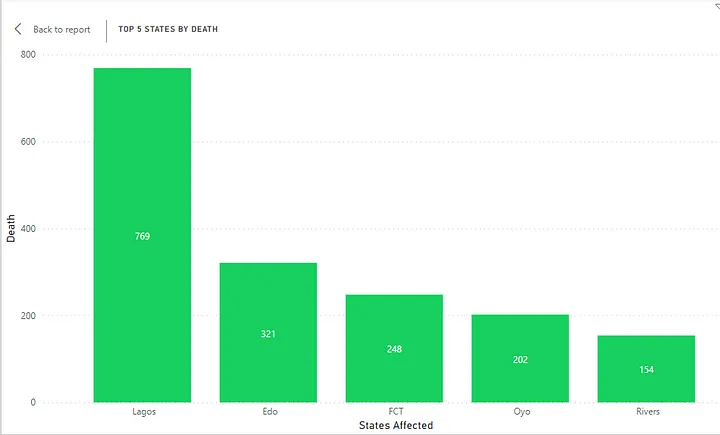 Back to report
TOP 5 STATES BY DEATH
800
600
400
200
0
Death
769
321
248
202
154
Lagos
Edo
FCT
Oyo
Rivers
States Affected